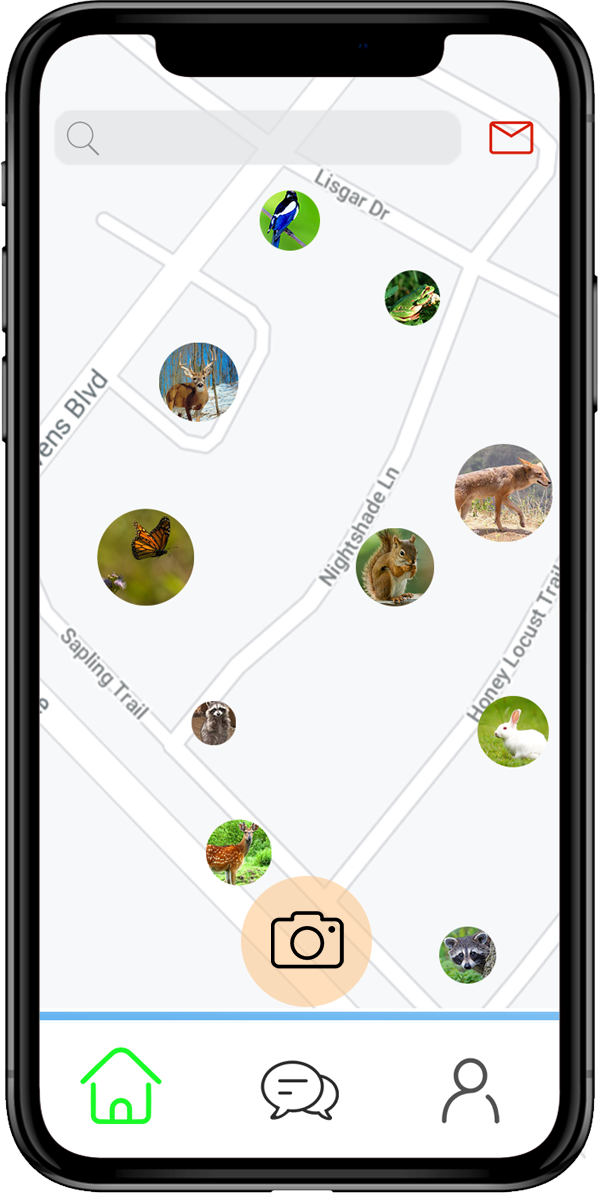 Lisgar Dr
ens Blvd
Nightshade Ln
Honey Locust Trail
Sapling Trail